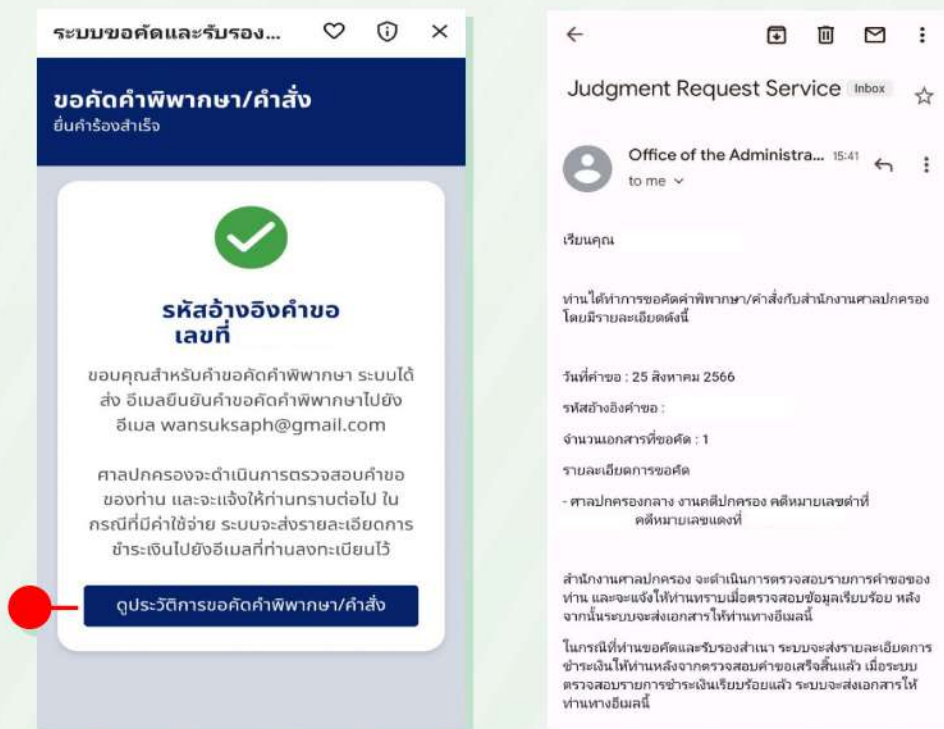 ระบบขอคัดและรับรอง...
ขอคัดคำพิพากษา/คำสั่ง
ยื่นคำร้องสำเร็จ
รหัสอ้างอิงคำขอ
เลขที่
ขอบคุณสำหรับคำขอคัดคำพิพากษา ระบบได้
ส่ง อีเมลยืนยันคำขอคัดคำพิพากษาไปยัง
อีเมล wansuksaph@gmail.com
ศาลปกครองจะดำเนินการตรวจสอบคำขอ
ของท่าน และจะแจ้งให้ท่านทราบต่อไป ใน
กรณีที่มีค่าใช้จ่าย ระบบจะส่งรายละเอียดการ
ชำระเงินไปยังอีเมลที่ท่านลงทะเบียนไว้
ดูประวัติการขอคัดคำพิพากษา/คำสั่ง
Judgment Request Service Inbox
Office of the Administra... 15:41
to me
เรียนคุณ
ท่านได้ทำการขอคัดคำพิพากษา/คำสั่งกับสำนักงานศาลปกครอง
โดยมีรายละเอียดดังนี้
วันที่คำขอ : 25 สิงหาคม 2566
รหัสอ้างอิงคำขอ :
จำนวนเอกสารที่ขอคัด : 1
รายละเอียดการขอคัด
- ศาลปกครองกลาง งานคดีปกครอง คดีหมายเลขดำที่
คดีหมายเลขแดงที่
สำนักงานศาลปกครอง จะดำเนินการตรวจสอบรายการคำขอของ
ท่าน และจะแจ้งให้ท่านทราบเมื่อตรวจสอบข้อมูลเรียบร้อย หลัง
จากนั้นระบบจะส่งเอกสารให้ท่านทางอีเมลนี้
ในกรณีที่ท่านขอคัดและรับรองสำเนา ระบบจะส่งรายละเอียดการ
ชำระเงินให้ท่านหลังจากตรวจสอบคำขอเสร็จสิ้นแล้ว เมื่อระบบ
ตรวจสอบรายการชำระเงินเรียบร้อยแล้ว ระบบจะส่งเอกสารให้
ท่านทางอีเมลนี้